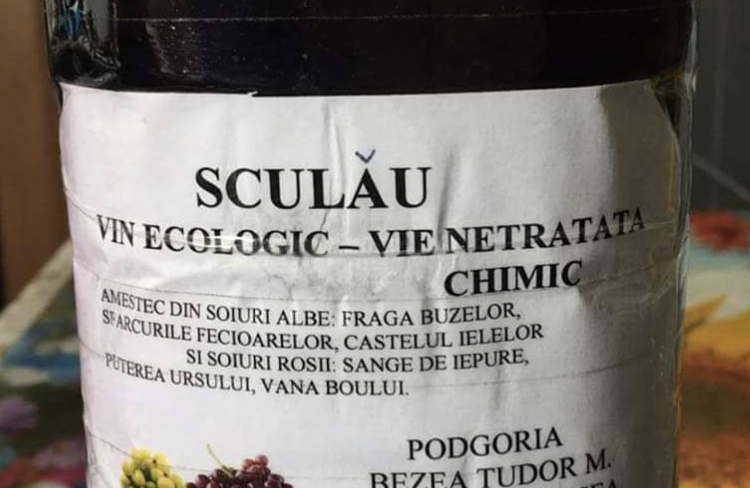 SCULĂU
VIN ECOLOGIC – VIE NETRATATA
CHIMIC
AMESTEC DIN SOIURI ALBE: FRAGA BUZELOR,
SFARCURILE FECIOARELOR, CASTELUL IELELOR
SI SOIURI ROSII: SANGE DE IEPURE,
PUTEREA URSULUI, VANA BOULUI.
PODGORIA
BEZEA TUDOR M.